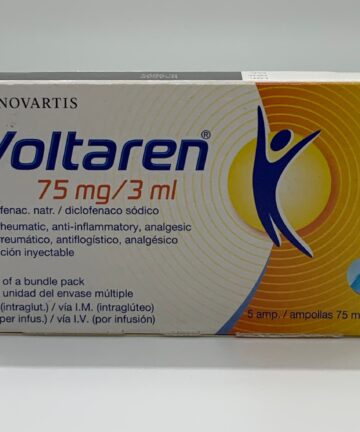 NOVARTIS
Voltaren®
75 mg/3 ml
fenac. natr. / diclofenaco sódico
rheumatic, anti-inflammatory, analgesic
reumático, antiflogístico, analgésico
ción inyectable
of a bundle pack
unidad del envase múltiple
(intraglut.) / vía I.M. (intraglúteo)
per infus.) / vía I.V. (por infusión)
5 amp. / ampollas 75 m